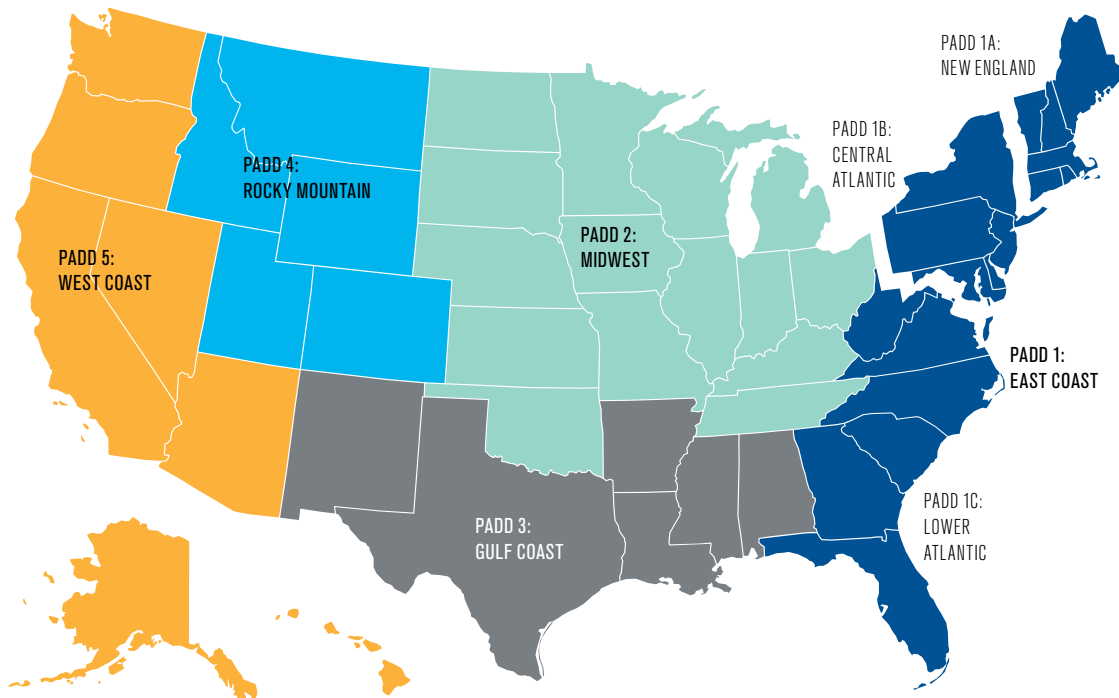 PADD 1A:
NEW ENGLAND
PADD 1B:
CENTRAL
ATLANTIC
PADD 4:
ROCKY MOUNTAIN
PADD 2:
MIDWEST
PADD 5:
WEST COAST
PADD 1:
EAST COAST
PADD 3:
GULF COAST
PADD 1C:
LOWER
ATLANTIC